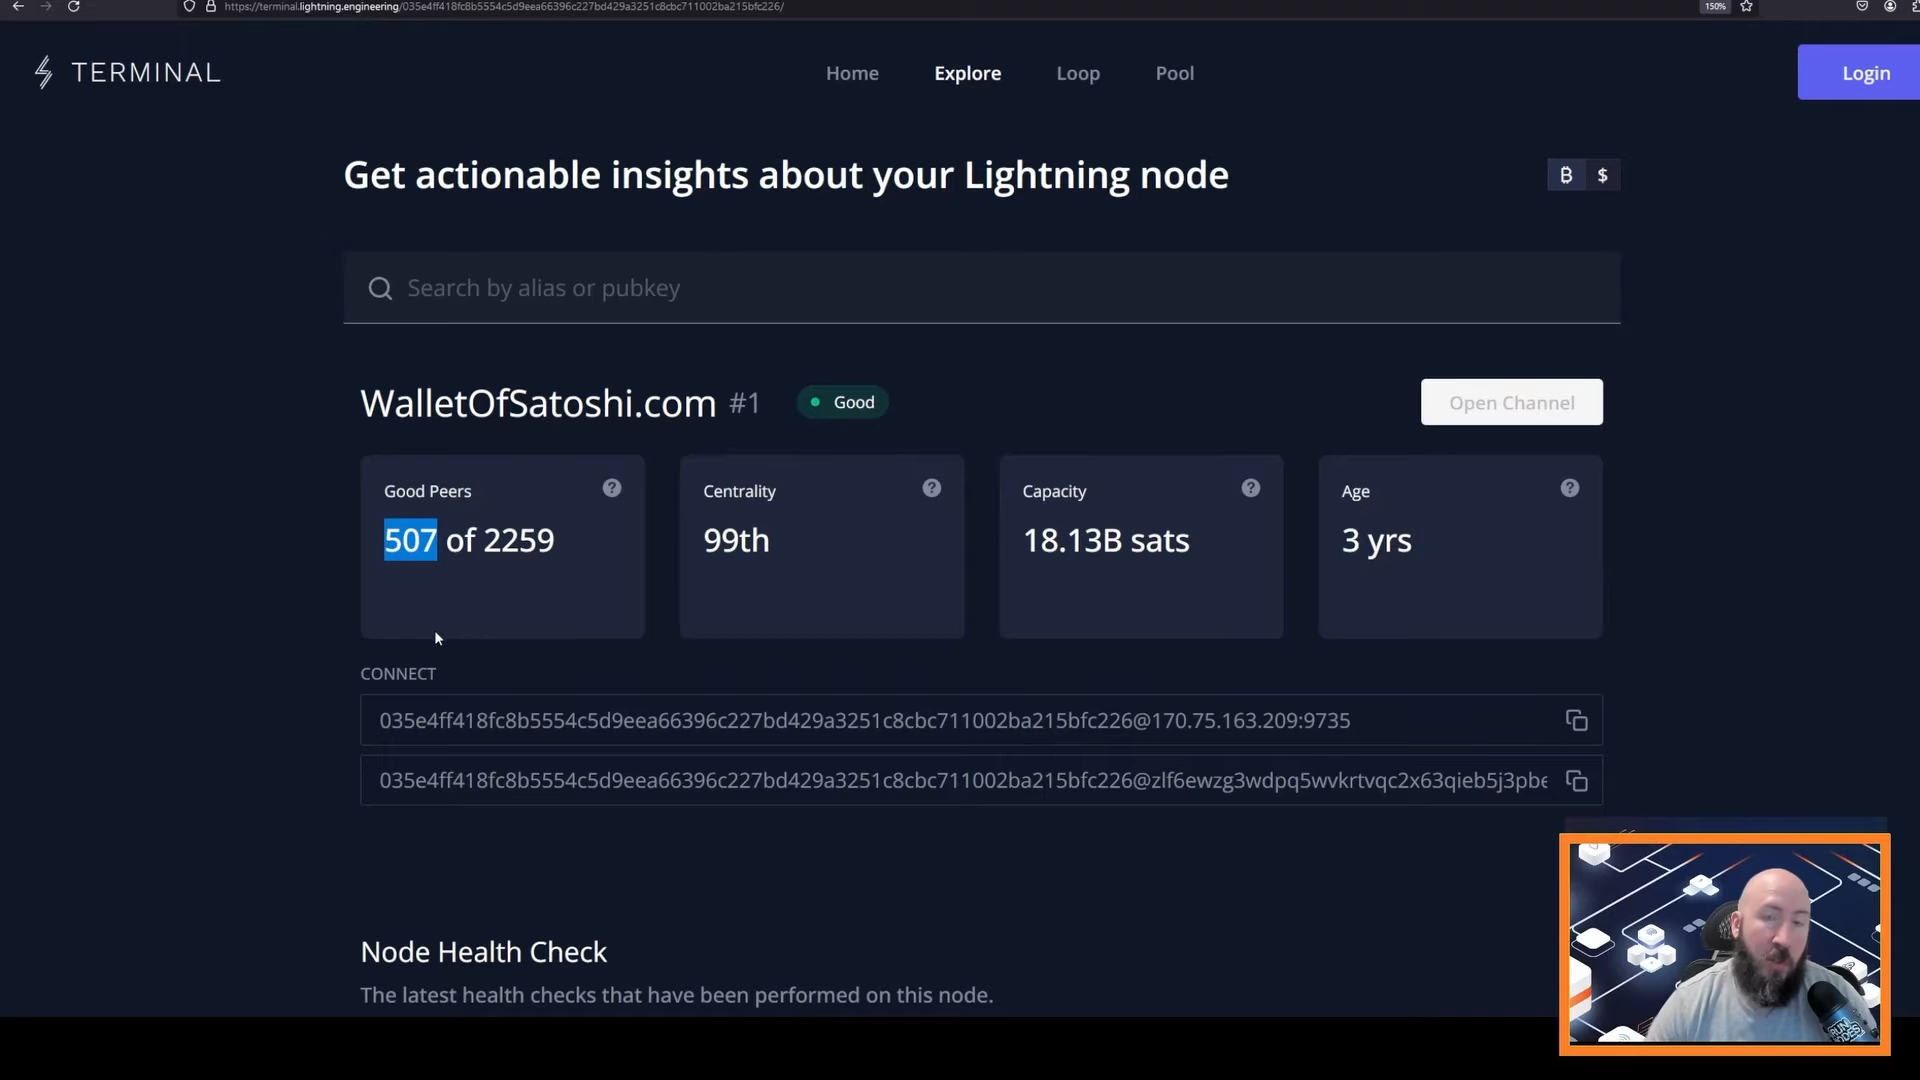 https://terminal.lightning.engineering/035e4ff418fc8b5554c5d9eea66396c227bd429a3251c8cbc711002ba215bfc226/
150%
TERMINAL
Home
Explore
Loop
Pool
Login
Get actionable insights about your Lightning node
₿
$
Search by alias or pubkey
WalletOfSatoshi.com #1
Good
Open Channel
Good Peers
507 of 2259
Centrality
99th
Capacity
18.13B sats
Age
3 yrs
CONNECT
035e4ff418fc8b5554c5d9eea66396c227bd429a3251c8cbc711002ba215bfc226@170.75.163.209:9735
035e4ff418fc8b5554c5d9eea66396c227bd429a3251c8cbc711002ba215bfc226@zlf6ewzg3wdpq5wvkrtvqc2x63qieb5j3pbe
Node Health Check
The latest health checks that have been performed on this node.
RUN
NODES